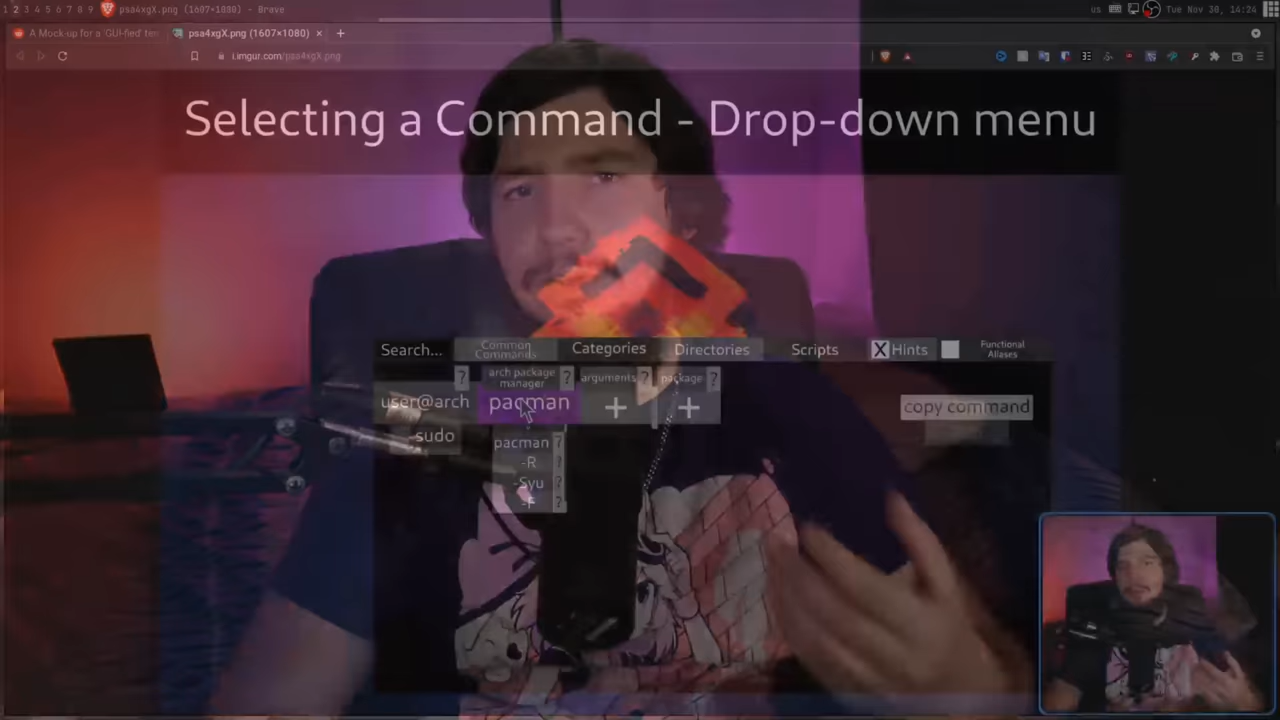 1 2 3 4 5 6 7 8 9 psa4xgX.png (1607×1080) - Brave
us Tue Nov 30, 14:24
A Mock-up for a 'GUI-fied' ter
psa4xgX.png (1607×1080) × +
i.imgur.com/psa4xgX.png
Selecting a Command - Drop-down menu
Search... Common Commands Categories Directories Scripts X Hints Functional Aliases
? arch package manager ? arguments ? package ?
user@arch pacman + + copy command
sudo
pacman ?
-R ?
-Syu ?
-F ?